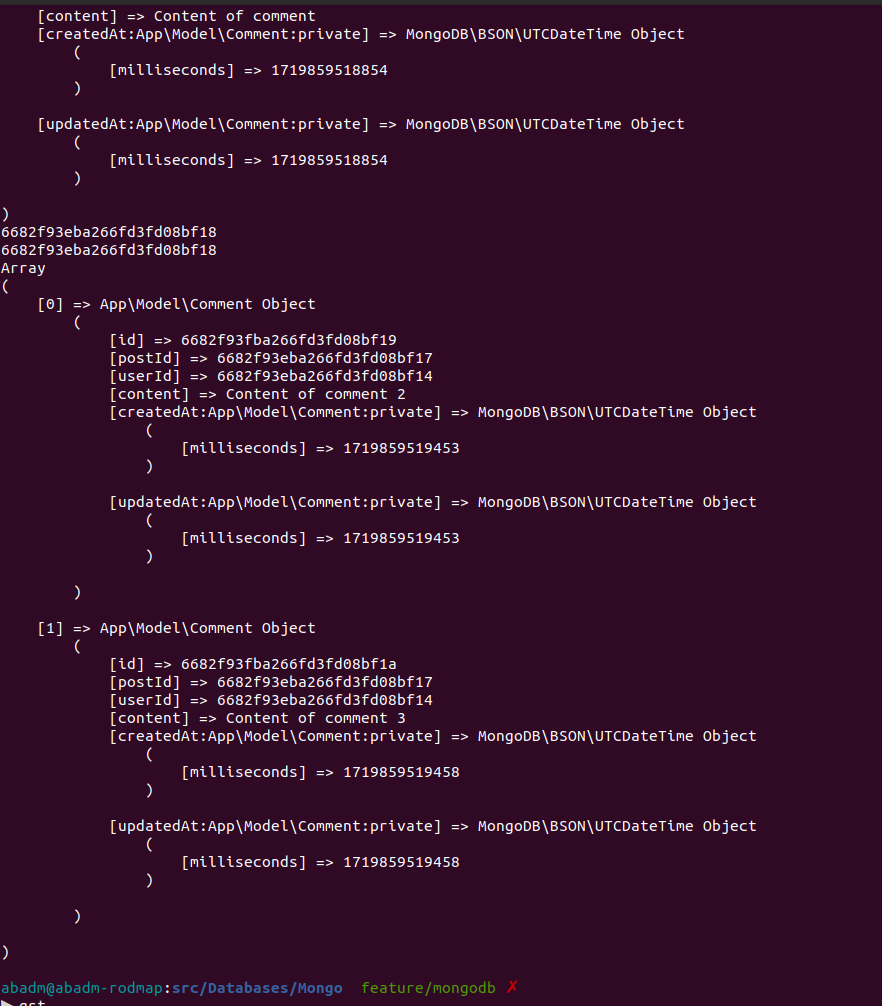 [content] => Content of comment
[createdAt:App\Model\Comment:private] => MongoDB\BSON\UTCDateTime Object
(
[milliseconds] => 1719859518854
)
[updatedAt:App\Model\Comment:private] => MongoDB\BSON\UTCDateTime Object
(
[milliseconds] => 1719859518854
)
)
6682f93eba266fd3fd08bf18
6682f93eba266fd3fd08bf18
Array
(
[0] => App\Model\Comment Object
(
[id] => 6682f93fba266fd3fd08bf19
[postId] => 6682f93eba266fd3fd08bf17
[userId] => 6682f93eba266fd3fd08bf14
[content] => Content of comment 2
[createdAt:App\Model\Comment:private] => MongoDB\BSON\UTCDateTime Object
(
[milliseconds] => 1719859519453
)
[updatedAt:App\Model\Comment:private] => MongoDB\BSON\UTCDateTime Object
(
[milliseconds] => 1719859519453
)
)
[1] => App\Model\Comment Object
(
[id] => 6682f93fba266fd3fd08bf1a
[postId] => 6682f93eba266fd3fd08bf17
[userId] => 6682f93eba266fd3fd08bf14
[content] => Content of comment 3
[createdAt:App\Model\Comment:private] => MongoDB\BSON\UTCDateTime Object
(
[milliseconds] => 1719859519458
)
[updatedAt:App\Model\Comment:private] => MongoDB\BSON\UTCDateTime Object
(
[milliseconds] => 1719859519458
)
)
)
abadm@abadm-rodmap:src/Databases/Mongo feature/mongodb ✗